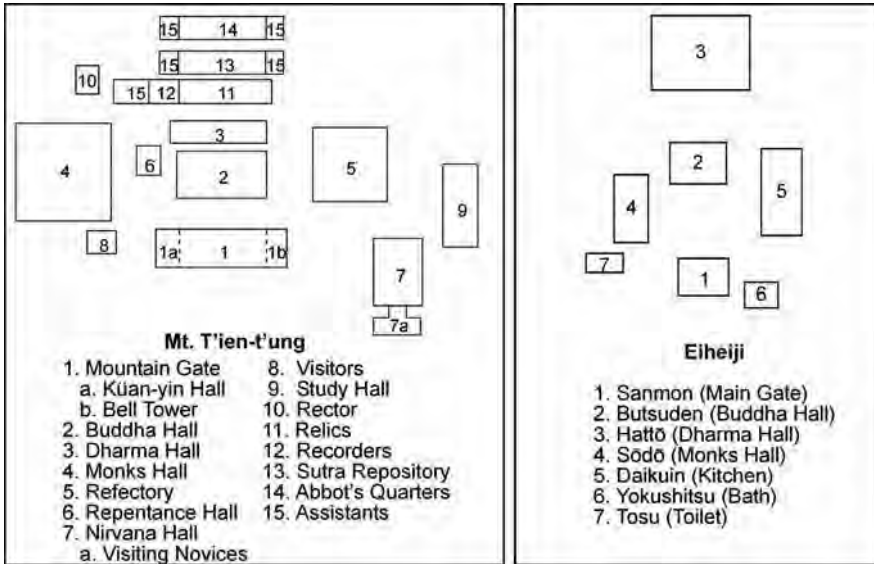 15 14 15
15 13 15
10
15 12 11
3
4
6
2
5
9
8
1a 1 1b
7
7a
Mt. T'ien-t'ung
1. Mountain Gate
a. Küan-yin Hall
b. Bell Tower
2. Buddha Hall
3. Dharma Hall
4. Monks Hall
5. Refectory
6. Repentance Hall
7. Nirvana Hall
a. Visiting Novices
8. Visitors
9. Study Hall
10. Rector
11. Relics
12. Recorders
13. Sutra Repository
14. Abbot's Quarters
15. Assistants
3
2
4
5
7
1
6
Eiheiji
1. Sanmon (Main Gate)
2. Butsuden (Buddha Hall)
3. Hattō (Dharma Hall)
4. Sōdō (Monks Hall)
5. Daikuin (Kitchen)
6. Yokushitsu (Bath)
7. Tosu (Toilet)